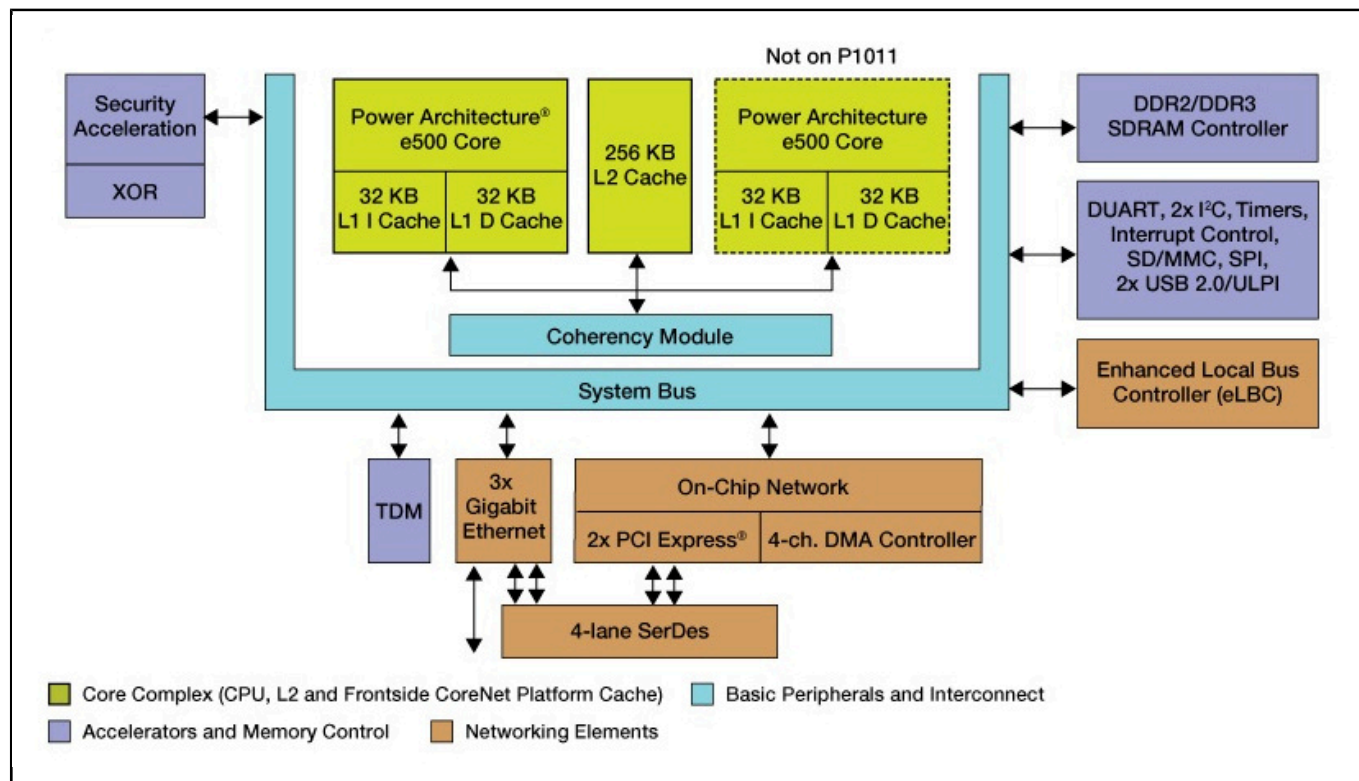 Not on P1011
Security
Acceleration
XOR
Power Architecture®
e500 Core
32 KB
L1 I Cache
32 KB
L1 D Cache
256 KB
L2 Cache
Power Architecture
e500 Core
32 KB
L1 I Cache
32 KB
L1 D Cache
DDR2/DDR3
SDRAM Controller
DUART, 2x I²C, Timers,
Interrupt Control,
SD/MMC, SPI,
2x USB 2.0/ULPI
Coherency Module
System Bus
Enhanced Local Bus
Controller (eLBC)
TDM
3x
Gigabit
Ethernet
On-Chip Network
2x PCI Express®
4-ch. DMA Controller
4-lane SerDes
Core Complex (CPU, L2 and Frontside CoreNet Platform Cache)
Basic Peripherals and Interconnect
Accelerators and Memory Control
Networking Elements